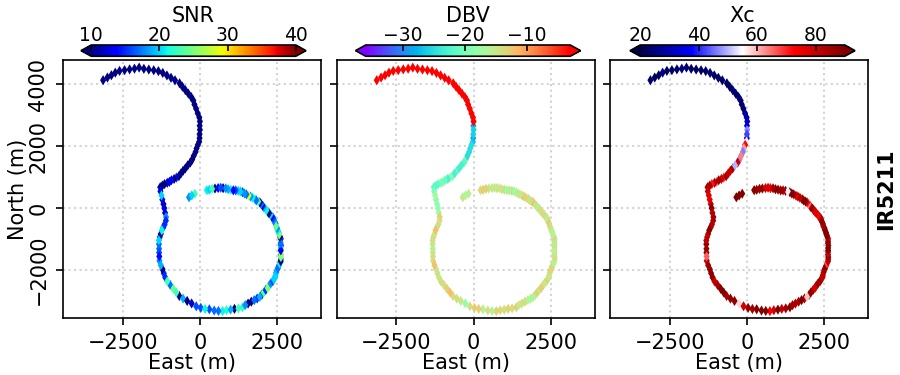 SNR DBV Xc
10 20 30 40 −30 −20 −10 20 40 60 80
4000
2000
0
−2000
North (m)
IR5211
−2500 0 2500 −2500 0 2500 −2500 0 2500
East (m) East (m) East (m)